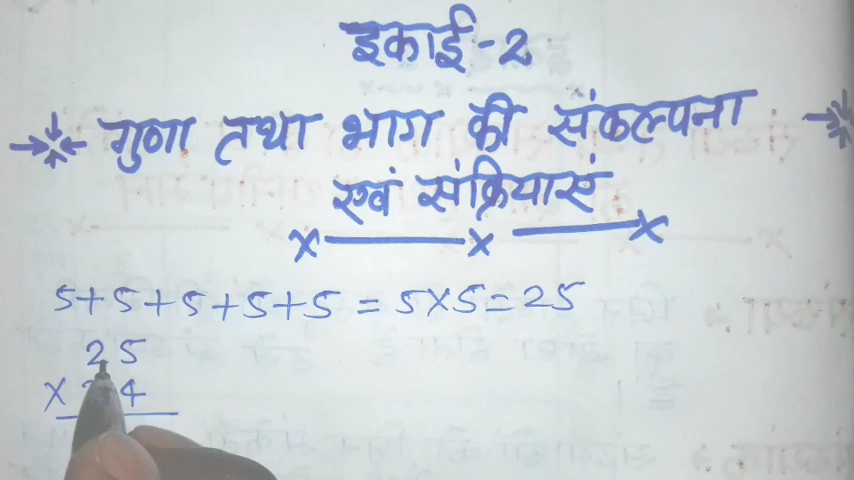 इकाई-2
गुणा तथा भाग की संकल्पना
एवं संक्रियाएं
5+5+5+5+5 = 5×5=25
25
× 4